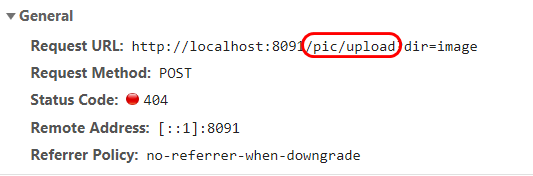 General
Request URL: http://localhost:8091/pic/upload dir=image
Request Method: POST
Status Code: 404
Remote Address: [::1]:8091
Referrer Policy: no-referrer-when-downgrade